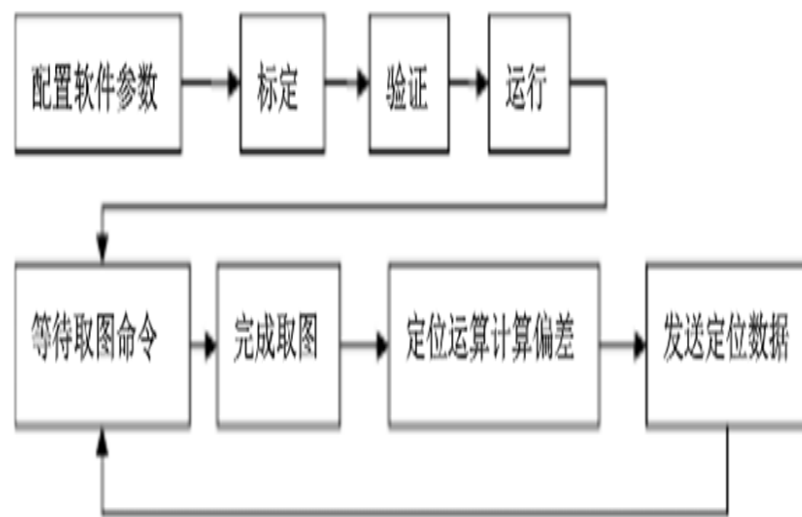 配置软件参数
标定
验证
运行
等待取图命令
完成取图
定位运算计算偏差
发送定位数据